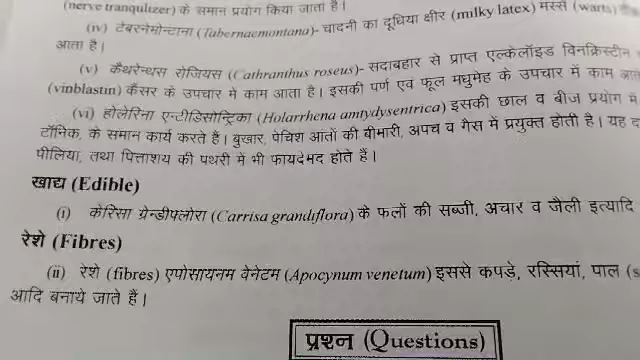 (nerve tranqulizer) के समान प्रयोग किया जाता है।
(iv) टेबरनेमोन्टाना (Tabernaemontana)- चादनी का दूधिया क्षीर (milky latex) मस्से (warts)
आता है।
(v) कैथरेन्थस रोजियस (Cathranthus roseus)- सदाबहार से प्राप्त एल्केलॉइड विनक्रिस्टीन
(vinblastin) कैंसर के उपचार मे काम आता है। इसकी पर्ण एवं फूल मधुमेह के उपचार में काम आते
(vi) होलेरिना एन्टीडिसोन्ट्रिका (Holarrhena amtydysentrica) इसकी छाल व बीज प्रयोग में
टॉनिक, के समान कार्य करते है। बुखार, पेचिश आंतों की बीमारी, अपच व गैस में प्रयुक्त होती है। यह
पीलिया, तथा पित्ताशय की पथरी में भी फायदेमद होते हैं।
खाद्य (Edible)
(i) केरिसा ग्रेन्डीफ्लोरा (Carrisa grandıflora) के फलों की सब्जी, अचार व जैली इत्यादि
रेशे (Fibres)
(ii) रेशे (fibres) एपोसायनम वेनेटम (Apocynum venetum) इससे कपड़े, रस्सियां, पाल (s
आदि बनाये जाते हैं।
प्रश्न (Questions)